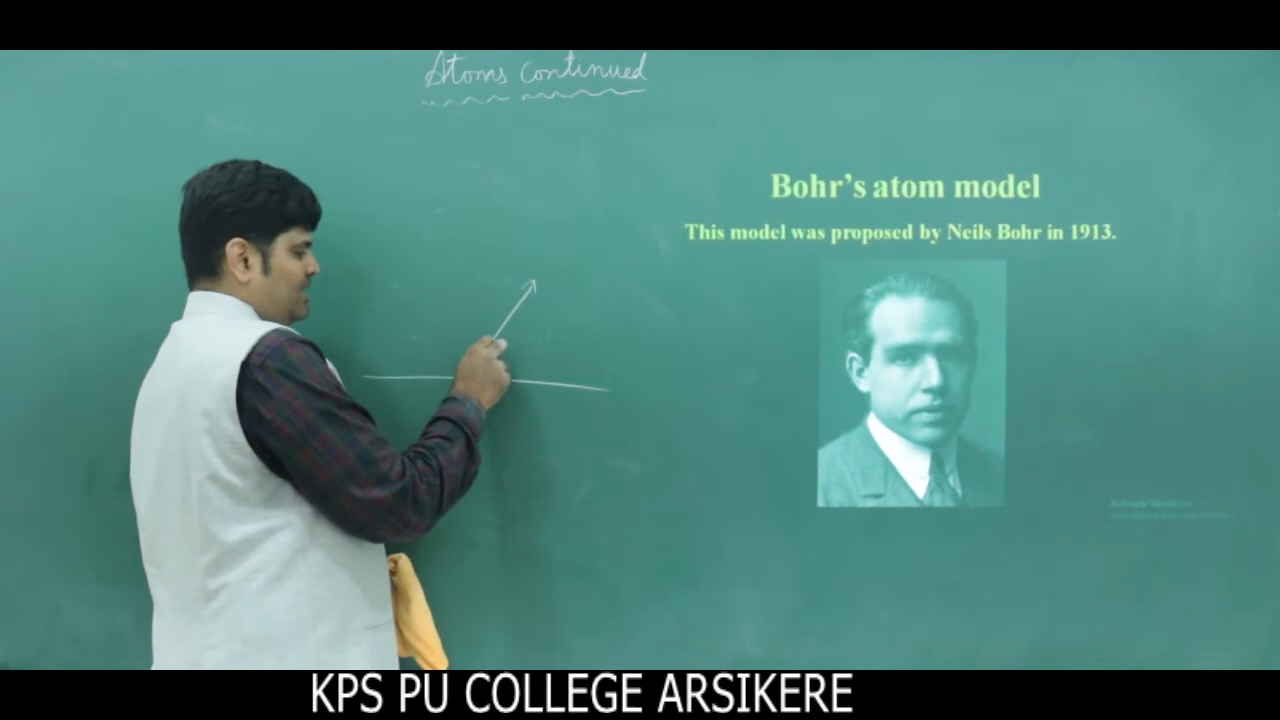 Atoms continued
Bohr's atom model
This model was proposed by Neils Bohr in 1913.
KPS PU COLLEGE ARSIKERE